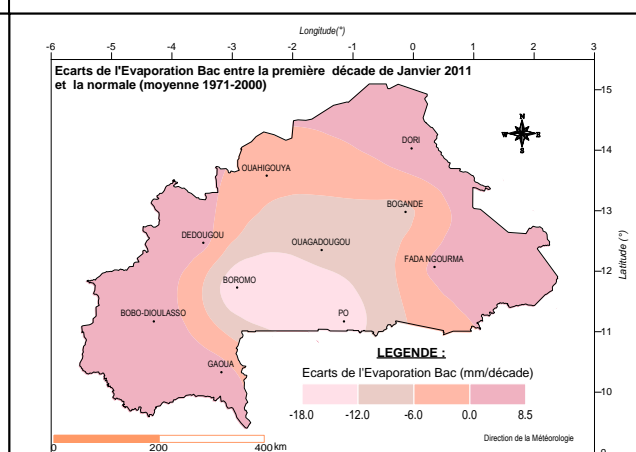 Longitude(°)
-6 -5 -4 -3 -2 -1 0 1 2 3
Ecarts de l'Evaporation Bac entre la première décade de Janvier 2011
et la normale (moyenne 1971-2000)
15
N
W E
S
DORI
14
OUAHIGOUYA
BOGANDE
13
DEDOUGOU
OUAGADOUGOU
Latitude (°)
FADA NGOURMA
12
BOROMO
BOBO-DIOULASSO
PO
11
LEGENDE :
GAOUA
Ecarts de l'Evaporation Bac (mm/décade)
10
-18.0 -12.0 -6.0 0.0 8.5
Direction de la Météorologie
0 200 400 km